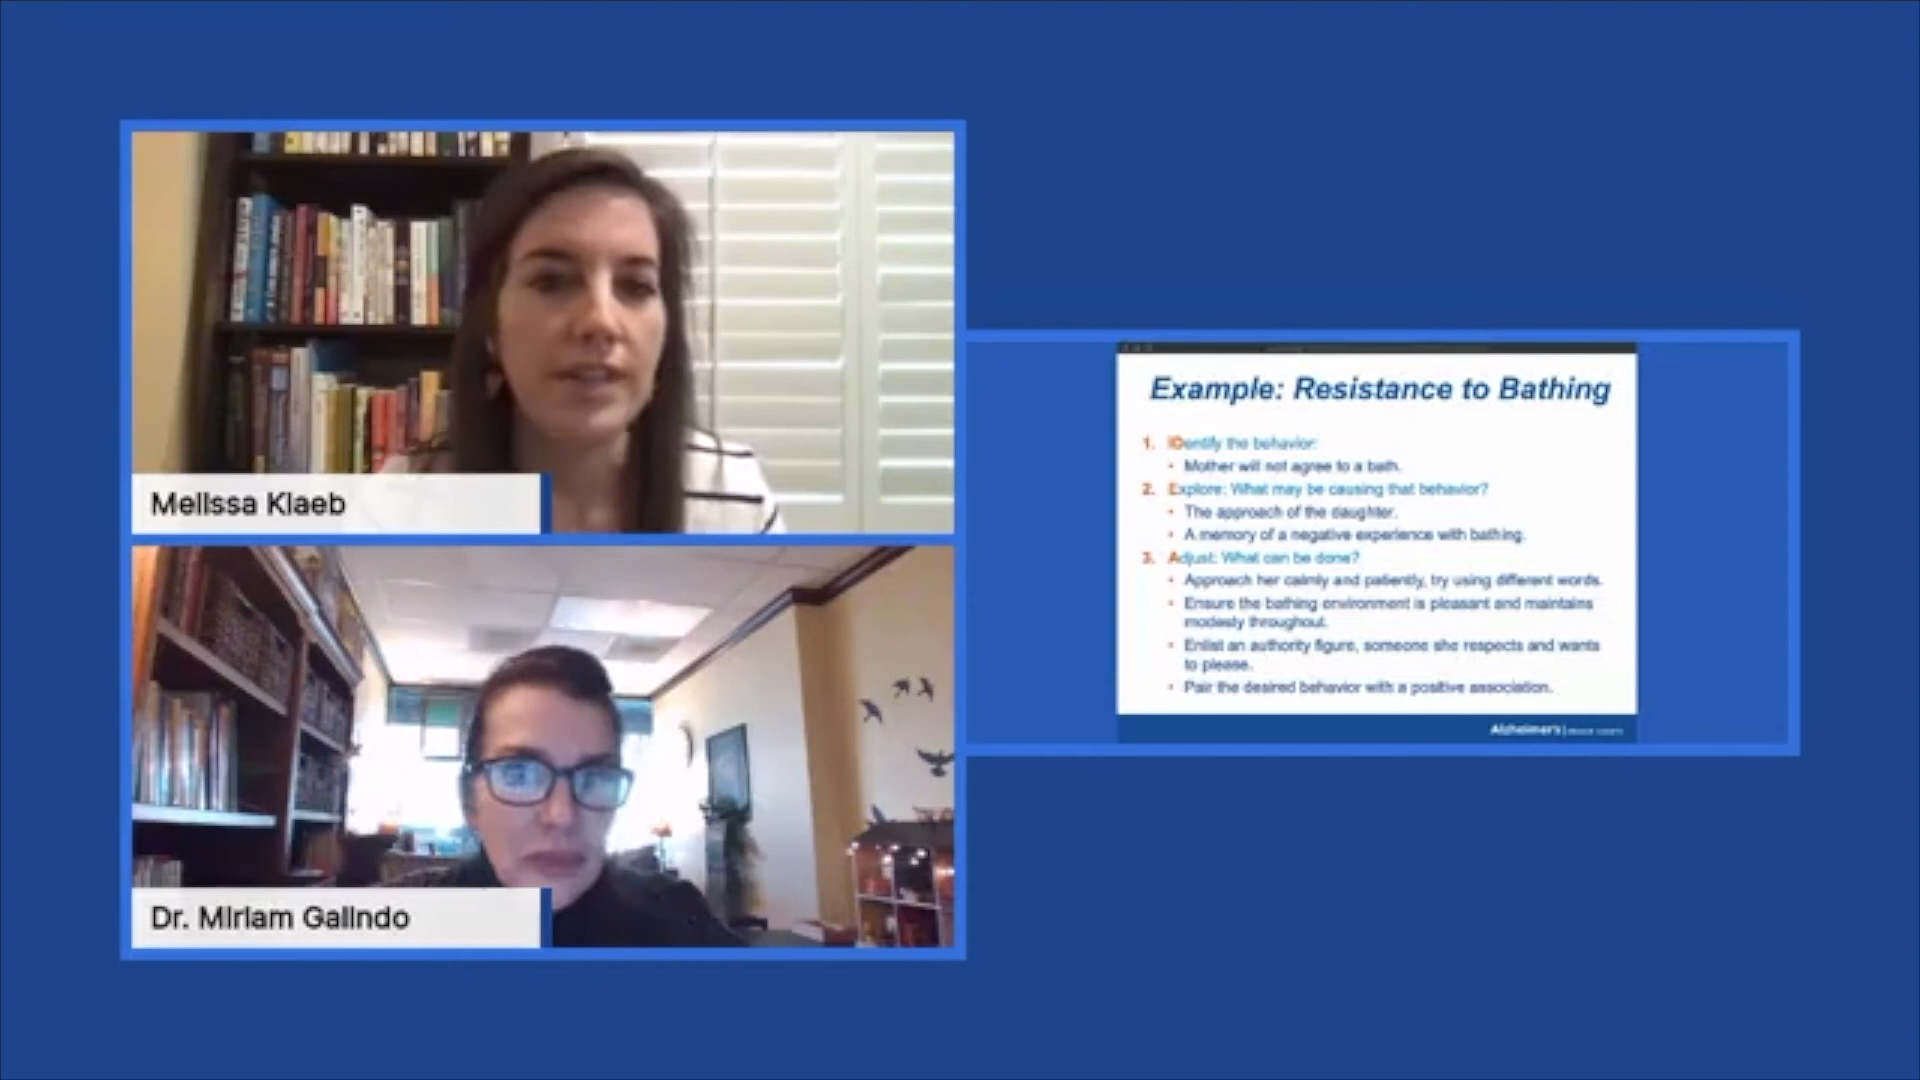 Melissa Klaeb
Dr. Miriam Galindo
Example: Resistance to Bathing
1. IDentify the behavior:
• Mother will not agree to a bath.
2. Explore: What may be causing that behavior?
• The approach of the daughter.
• A memory of a negative experience with bathing.
3. Adjust: What can be done?
• Approach her calmly and patiently, try using different words.
• Ensure the bathing environment is pleasant and maintains
modesty throughout.
• Enlist an authority figure, someone she respects and wants
to please.
• Pair the desired behavior with a positive association.
Alzheimer's |